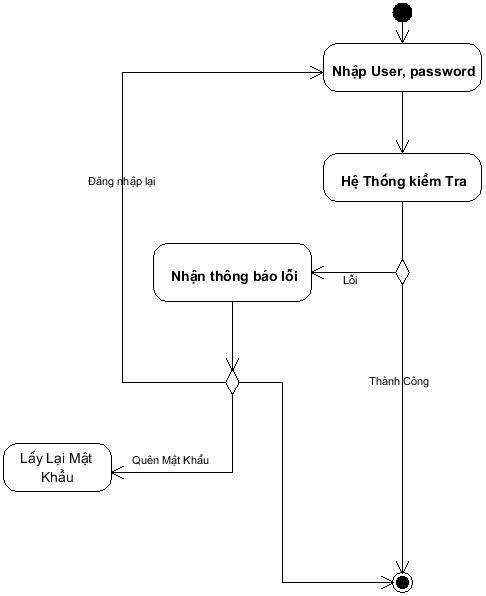 Nhập User, password
Hệ Thống kiểm Tra
Đăng nhập lại
Nhận thông báo lỗi
Lỗi
Thành Công
Quên Mật Khẩu
Lấy Lại Mật
Khẩu